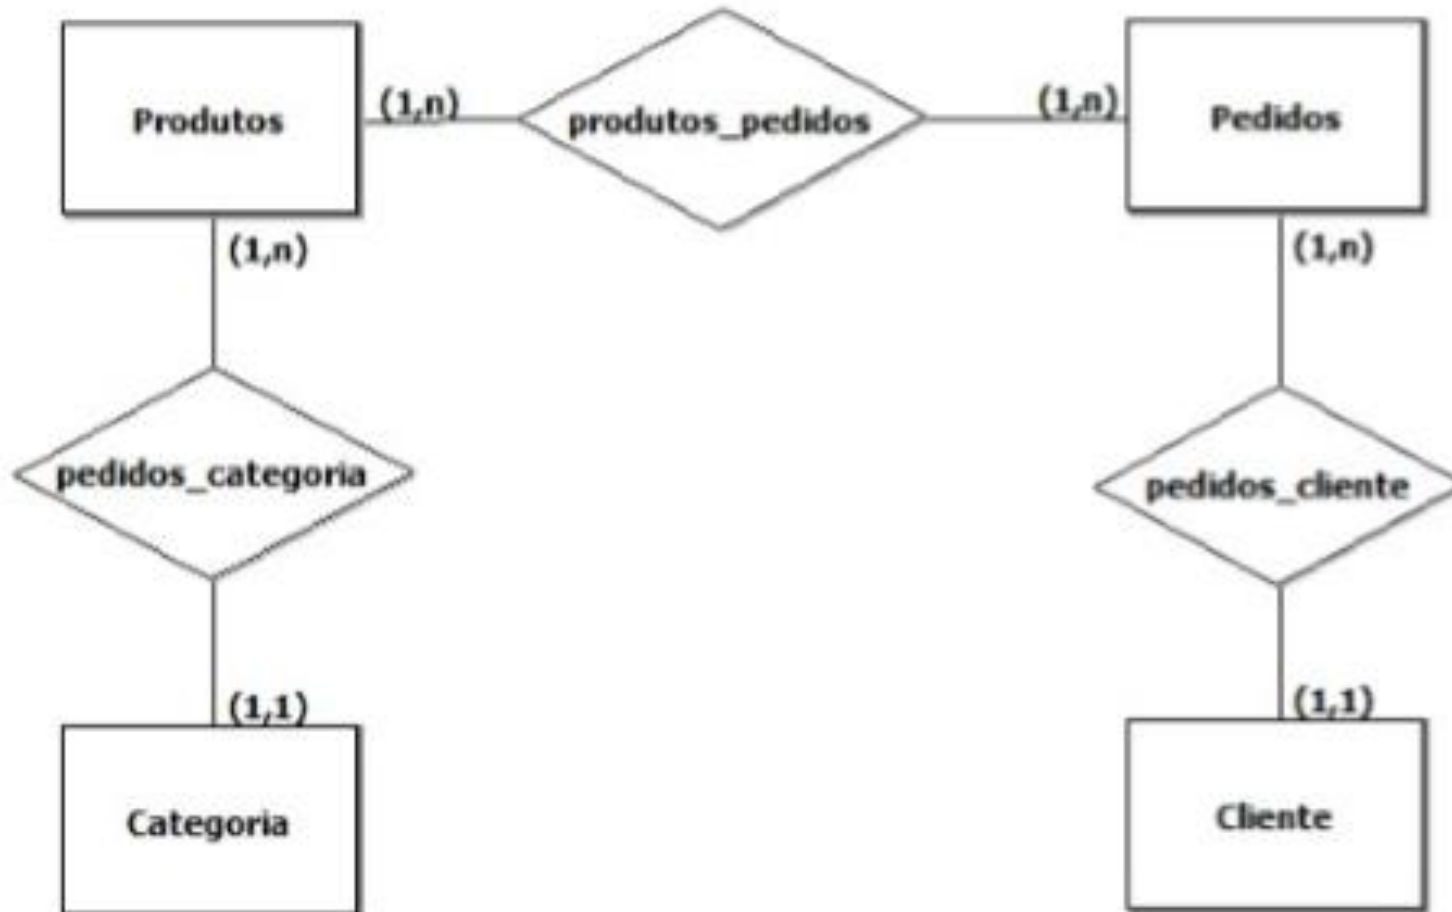 Produtos
(1,n)
produtos_pedidos
(1,n)
Pedidos
(1,n)
(1,n)
pedidos_categoria
pedidos_cliente
(1,1)
(1,1)
Categoria
Cliente